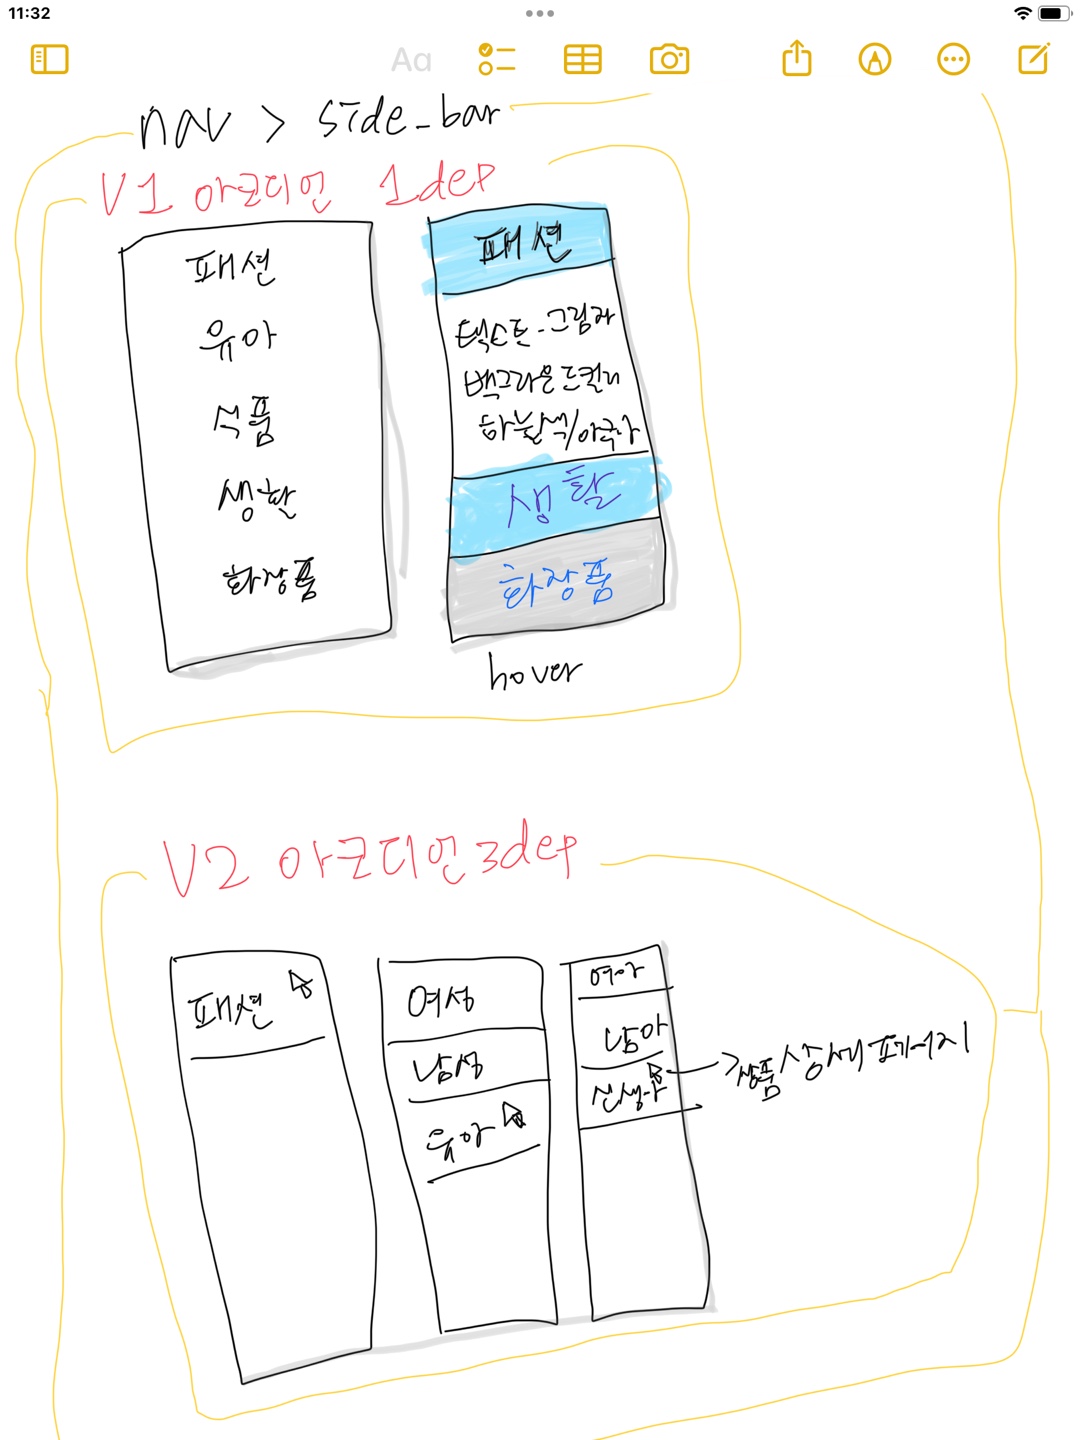 11:32
Aa
nav > side_bar
V1 아코디언 1dep
패션
유아
식품
생활
화장품
패션
텍스트-그림자
백그라운드컬러
하늘색/아쿠아
생활
화장품
hover
V2 아코디언 3dep
패션
여성
남성
유아
여아
남아
신생아
>상품 상세 페이지